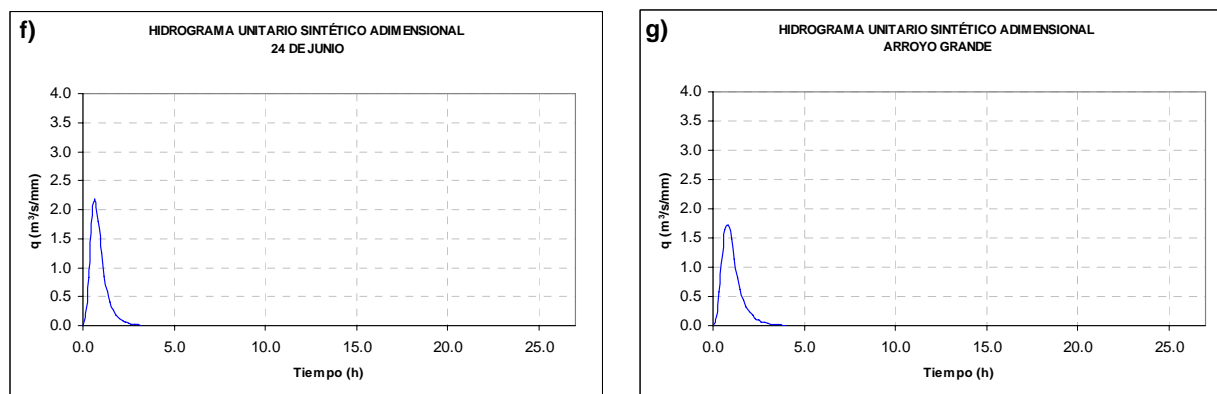 f)
HIDROGRAMA UNITARIO SINTÉTICO ADIMENSIONAL
24 DE JUNIO
q (m³/s/mm)
4.0
3.5
3.0
2.5
2.0
1.5
1.0
0.5
0.0
0.0 5.0 10.0 15.0 20.0 25.0
Tiempo (h)
g)
HIDROGRAMA UNITARIO SINTÉTICO ADIMENSIONAL
ARROYO GRANDE
q (m³/s/mm)
4.0
3.5
3.0
2.5
2.0
1.5
1.0
0.5
0.0
0.0 5.0 10.0 15.0 20.0 25.0
Tiempo (h)